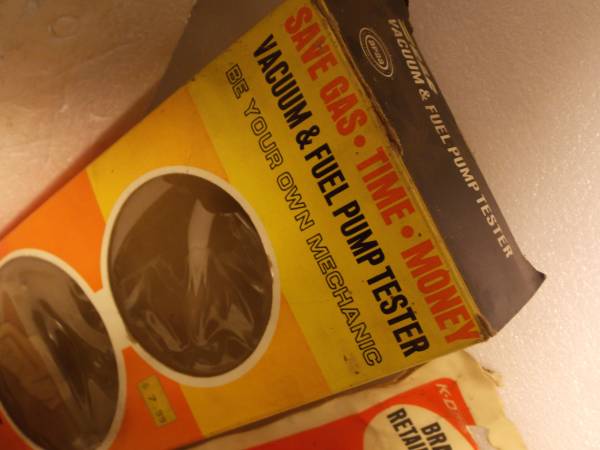 SAVE GAS • TIME • MONEY
VACUUM & FUEL PUMP TESTER
BE YOUR OWN MECHANIC
VACUUM & FUEL PUMP TESTER
K-D
BRA
RETAI